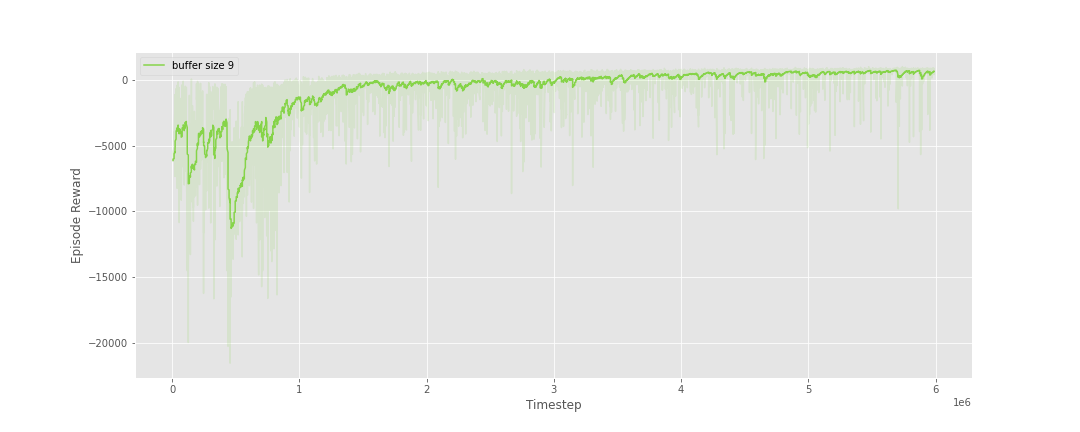 buffer size 9
0
−5000
−10000
−15000
−20000
Episode Reward
0 1 2 3 4 5 6
1e6
Timestep